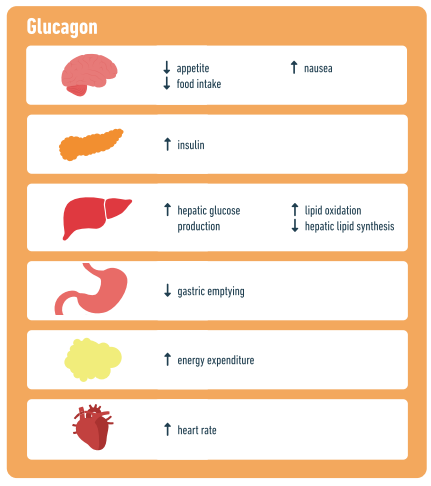 Glucagon
↓ appetite ↑ nausea
↓ food intake
↑ insulin
↑ hepatic glucose ↑ lipid oxidation
production ↓ hepatic lipid synthesis
↓ gastric emptying
↑ energy expenditure
↑ heart rate